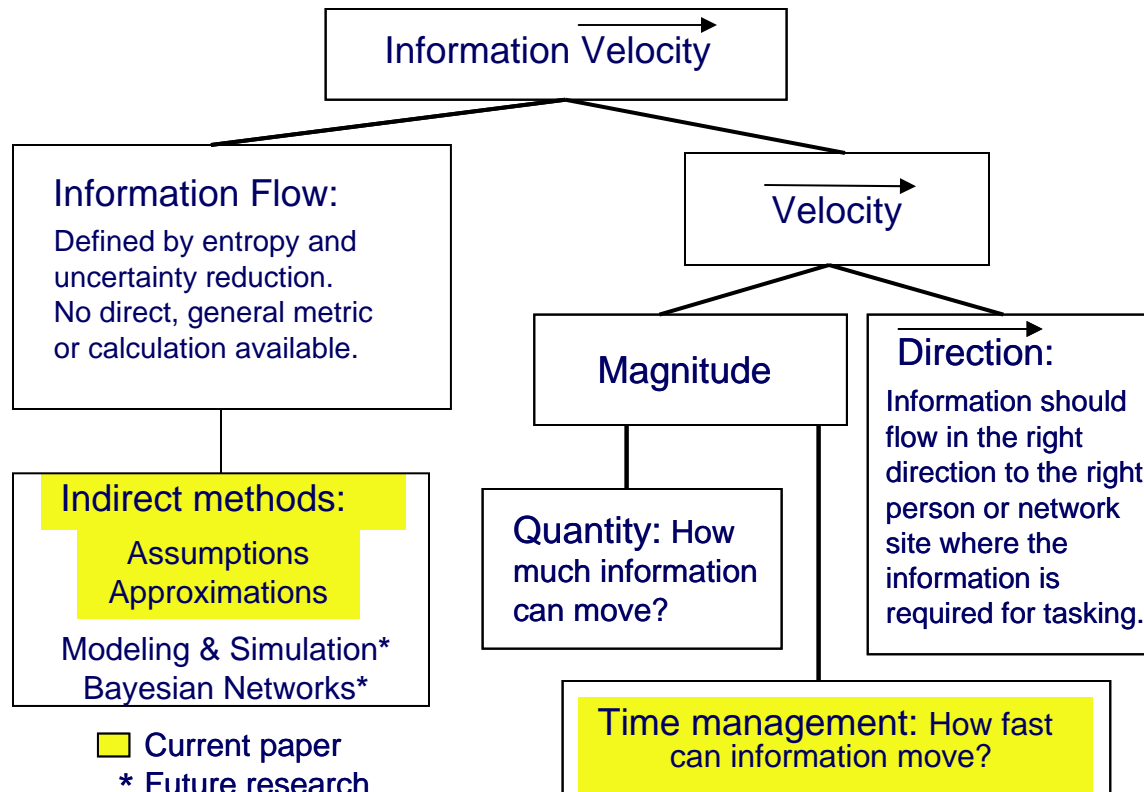 Information Velocity
Information Flow:
Defined by entropy and
uncertainty reduction.
No direct, general metric
or calculation available.
Velocity
Magnitude
Direction:
Information should
flow in the right
direction to the right
person or network
site where the
information is
required for tasking.
Indirect methods:
Assumptions
Approximations
Modeling & Simulation*
Bayesian Networks*
Quantity: How
much information
can move?
Time management: How fast
can information move?
Current paper
* Future research